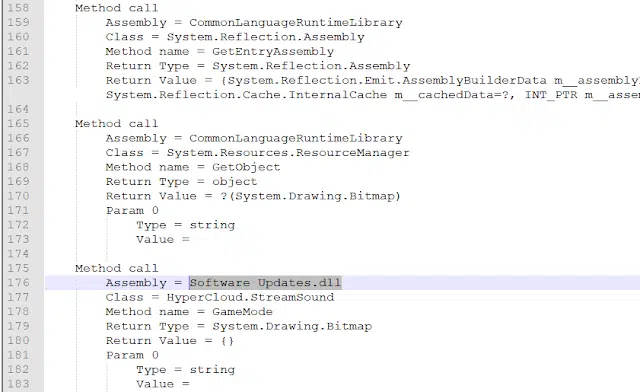 158 Method call
159 Assembly = CommonLanguageRuntimeLibrary
160 Class = System.Reflection.Assembly
161 Method name = GetEntryAssembly
162 Return Type = System.Reflection.Assembly
163 Return Value = {System.Reflection.Emit.AssemblyBuilderData m__assembly
System.Reflection.Cache.InternalCache m__cachedData=?, INT_PTR m__asse
164
165 Method call
166 Assembly = CommonLanguageRuntimeLibrary
167 Class = System.Resources.ResourceManager
168 Method name = GetObject
169 Return Type = object
170 Return Value = ?(System.Drawing.Bitmap)
171 Param 0
172 Type = string
173 Value =
174
175 Method call
176 Assembly = Software Updates.dll
177 Class = HyperCloud.StreamSound
178 Method name = GameMode
179 Return Type = System.Drawing.Bitmap
180 Return Value = {}
181 Param 0
182 Type = string
183 Value =